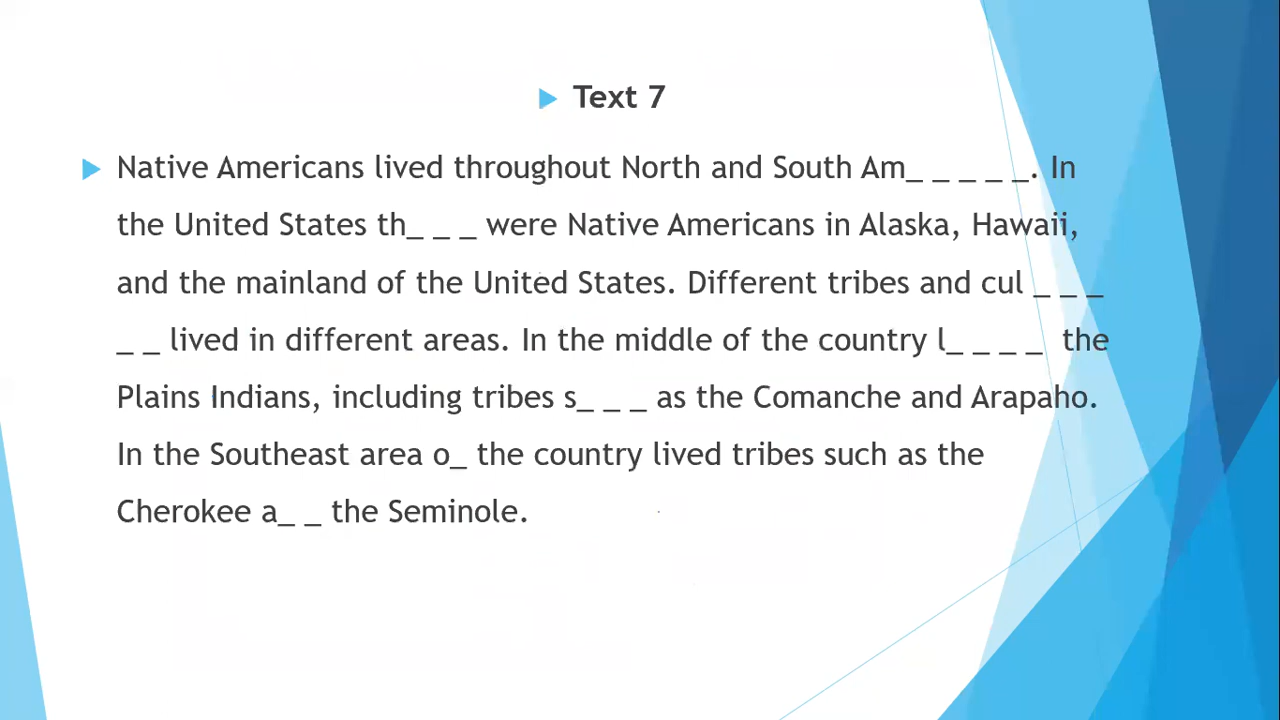 Text 7
Native Americans lived throughout North and South Am_ _ _ _ _. In
the United States th_ _ _ were Native Americans in Alaska, Hawaii,
and the mainland of the United States. Different tribes and cul _ _ _
_ _ lived in different areas. In the middle of the country l_ _ _ _ the
Plains Indians, including tribes s_ _ _ as the Comanche and Arapaho.
In the Southeast area o_ the country lived tribes such as the
Cherokee a_ _ the Seminole.